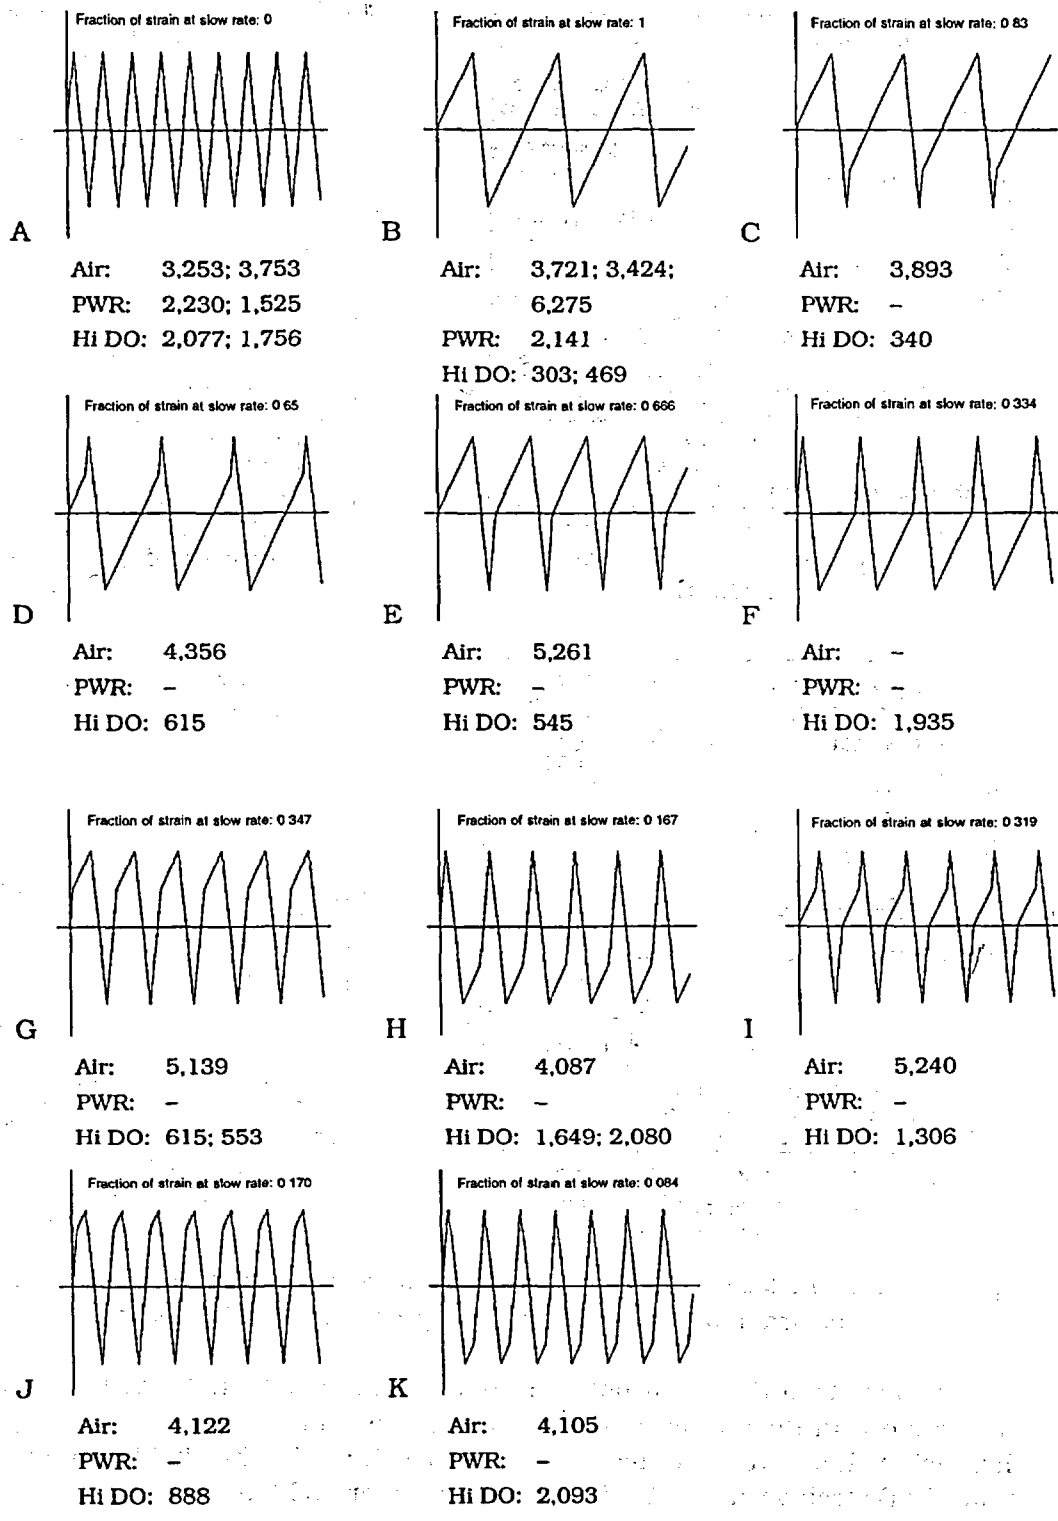 Fraction of strain at slow rate: 0
Fraction of strain at slow rate: 1
Fraction of strain at slow rate: 0 83
A
B
C
Air: 3,253; 3,753
PWR: 2,230; 1,525
Hi DO: 2,077; 1,756
Air: 3,721; 3,424;
6,275
PWR: 2,141
Hi DO: 303; 469
Air: 3,893
PWR: –
Hi DO: 340
Fraction of strain at slow rate: 0 65
Fraction of strain at slow rate: 0 666
Fraction of strain at slow rate: 0 334
D
E
F
Air: 4,356
PWR: –
Hi DO: 615
Air: 5,261
PWR: –
Hi DO: 545
Air: –
PWR: –
Hi DO: 1,935
Fraction of strain at slow rate: 0 347
Fraction of strain at slow rate: 0 167
Fraction of strain at slow rate: 0 319
G
H
I
Air: 5,139
PWR: –
Hi DO: 615; 553
Air: 4,087
PWR: –
Hi DO: 1,649; 2,080
Air: 5,240
PWR: –
Hi DO: 1,306
Fraction of strain at slow rate: 0 170
Fraction of strain at slow rate: 0 084
J
K
Air: 4,122
PWR: –
Hi DO: 888
Air: 4,105
PWR: –
Hi DO: 2,093